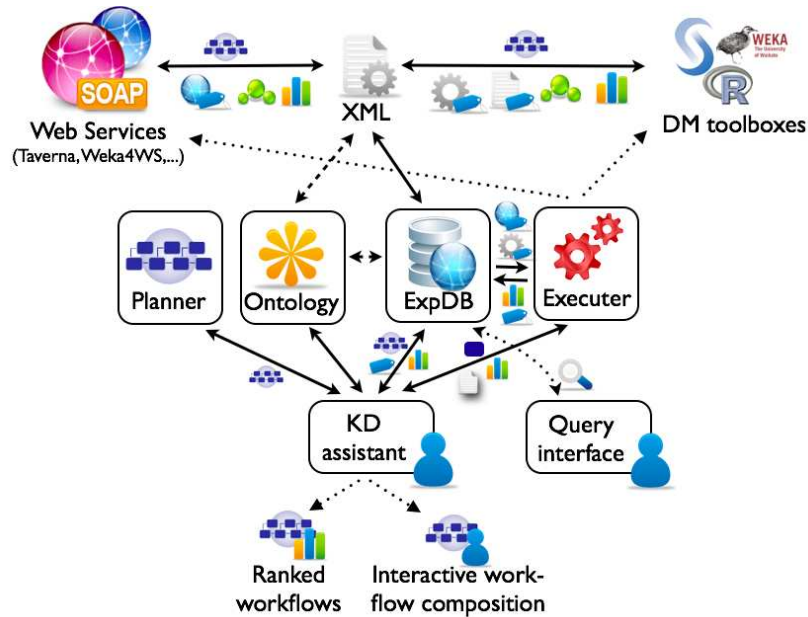 SOAP
Web Services
(Taverna, Weka4WS,...)
XML
WEKA
The University
of Waikato
R
DM toolboxes
Planner
Ontology
ExpDB
Executer
KD
assistant
Query
interface
Ranked
workflows
Interactive work-
flow composition